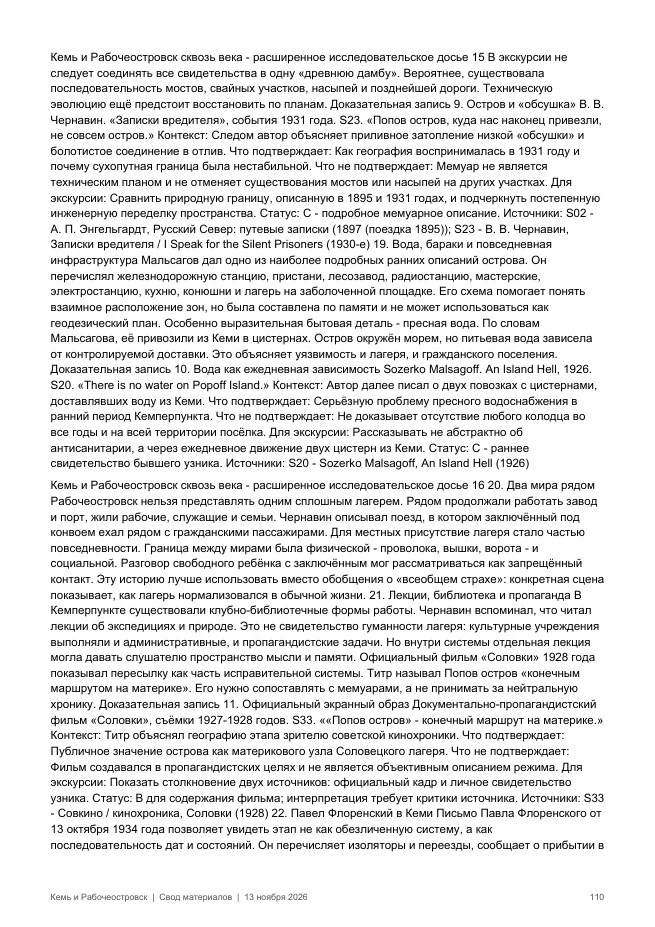 Кемь и Рабочеостровск сквозь века - расширенное исследовательское досье 15 В экскурсии не
следует соединять все свидетельства в одну «древнюю дамбу». Вероятнее, существовала
последовательность мостов, свайных участков, насыпей и позднейшей дороги. Техническую
эволюцию ещё предстоит восстановить по планам. Доказательная запись 9. Остров и «обсушка» В. В.
Чернавин. «Записки вредителя», события 1931 года. S23. «Попов остров, куда нас наконец привезли,
не совсем остров.» Контекст: Следом автор объясняет приливное затопление низкой «обсушки» и
болотистое соединение в отлив. Что подтверждает: Как география воспринималась в 1931 году и
почему сухопутная граница была нестабильной. Что не подтверждает: Мемуар не является
техническим планом и не отменяет существования мостов или насыпей на других участках. Для
экскурсии: Сравнить природную границу, описанную в 1895 и 1931 годах, и подчеркнуть постепенную
инженерную переделку пространства. Статус: С - подробное мемуарное описание. Источники: S02 -
А. П. Энгельгардт, Русский Север: путевые записки (1897 (поездка 1895)); S23 - В. В. Чернавин,
Записки вредителя / I Speak for the Silent Prisoners (1930-е) 19. Вода, бараки и повседневная
инфраструктура Мальсагов дал одно из наиболее подробных ранних описаний острова. Он
перечислял железнодорожную станцию, пристани, лесозавод, радиостанцию, мастерские,
электростанцию, кухню, конюшни и лагерь на заболоченной площадке. Его схема помогает понять
взаимное расположение зон, но была составлена по памяти и не может использоваться как
геодезический план. Особенно выразительная бытовая деталь - пресная вода. По словам
Мальсагова, её привозили из Кеми в цистернах. Остров окружён морем, но питьевая вода зависела
от контролируемой доставки. Это объясняет уязвимость и лагеря, и гражданского поселения.
Доказательная запись 10. Вода как ежедневная зависимость Sozerko Malsagoff. An Island Hell, 1926.
S20. «There is no water on Popoff Island.» Контекст: Автор далее писал о двух повозках с цистернами,
доставлявших воду из Кеми. Что подтверждает: Серьёзную проблему пресного водоснабжения в
ранний период Кемперпункта. Что не подтверждает: Не доказывает отсутствие любого колодца во
все годы и на всей территории посёлка. Для экскурсии: Рассказывать не абстрактно об
антисанитарии, а через ежедневное движение двух цистерн из Кеми. Статус: С - раннее
свидетельство бывшего узника. Источники: S20 - Sozerko Malsagoff, An Island Hell (1926)
Кемь и Рабочеостровск сквозь века - расширенное исследовательское досье 16 20. Два мира рядом
Рабочеостровск нельзя представлять одним сплошным лагерем. Рядом продолжали работать завод
и порт, жили рабочие, служащие и семьи. Чернавин описывал поезд, в котором заключённый под
конвоем ехал рядом с гражданскими пассажирами. Для местных присутствие лагеря стало частью
повседневности. Граница между мирами была физической - проволока, вышки, ворота - и
социальной. Разговор свободного ребёнка с заключённым мог рассматриваться как запрещённый
контакт. Эту историю лучше использовать вместо обобщения о «всеобщем страхе»: конкретная сцена
показывает, как лагерь нормализовался в обычной жизни. 21. Лекции, библиотека и пропаганда В
Кемперпункте существовали клубно-библиотечные формы работы. Чернавин вспоминал, что читал
лекции об экспедициях и природе. Это не свидетельство гуманности лагеря: культурные учреждения
выполняли и административные, и пропагандистские задачи. Но внутри системы отдельная лекция
могла давать слушателю пространство мысли и памяти. Официальный фильм «Соловки» 1928 года
показывал пересылку как часть исправительной системы. Титр называл Попов остров «конечным
маршрутом на материке». Его нужно сопоставлять с мемуарами, а не принимать за нейтральную
хронику. Доказательная запись 11. Официальный экранный образ Документально-пропагандистский
фильм «Соловки», съёмки 1927-1928 годов. S33. ««Попов остров» - конечный маршрут на материке.»
Контекст: Титр объяснял географию этапа зрителю советской кинохроники. Что подтверждает:
Публичное значение острова как материкового узла Соловецкого лагеря. Что не подтверждает:
Фильм создавался в пропагандистских целях и не является объективным описанием режима. Для
экскурсии: Показать столкновение двух источников: официальный кадр и личное свидетельство
узника. Статус: В для содержания фильма; интерпретация требует критики источника. Источники: S33
- Совкино / кинохроника, Соловки (1928) 22. Павел Флоренский в Кеми Письмо Павла Флоренского от
13 октября 1934 года позволяет увидеть этап не как обезличенную систему, а как
последовательность дат и состояний. Он перечисляет изоляторы и переезды, сообщает о прибытии в
Кемь и Рабочеостровск | Свод материалов | 13 ноября 2026 110